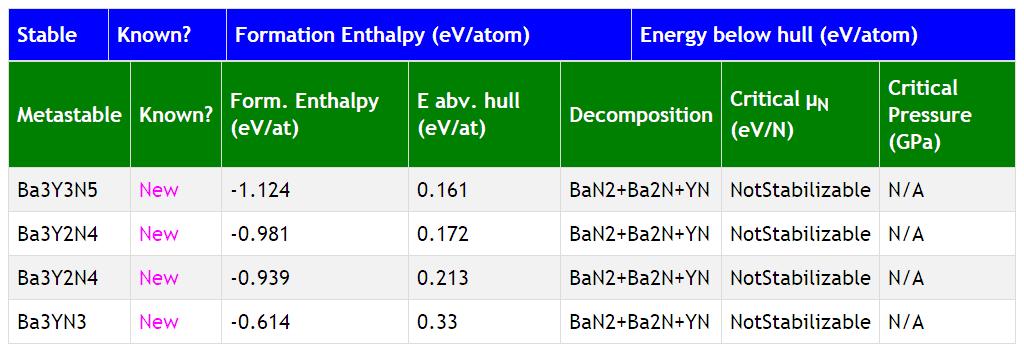 Stable Known? Formation Enthalpy (eV/atom) Energy below hull (eV/atom)
Metastable Known? Form. Enthalpy (eV/at) E abv. hull (eV/at) Decomposition Critical μN (eV/N) Critical Pressure (GPa)
Ba3Y3N5 New -1.124 0.161 BaN2+Ba2N+YN NotStabilizable N/A
Ba3Y2N4 New -0.981 0.172 BaN2+Ba2N+YN NotStabilizable N/A
Ba3Y2N4 New -0.939 0.213 BaN2+Ba2N+YN NotStabilizable N/A
Ba3YN3 New -0.614 0.33 BaN2+Ba2N+YN NotStabilizable N/A